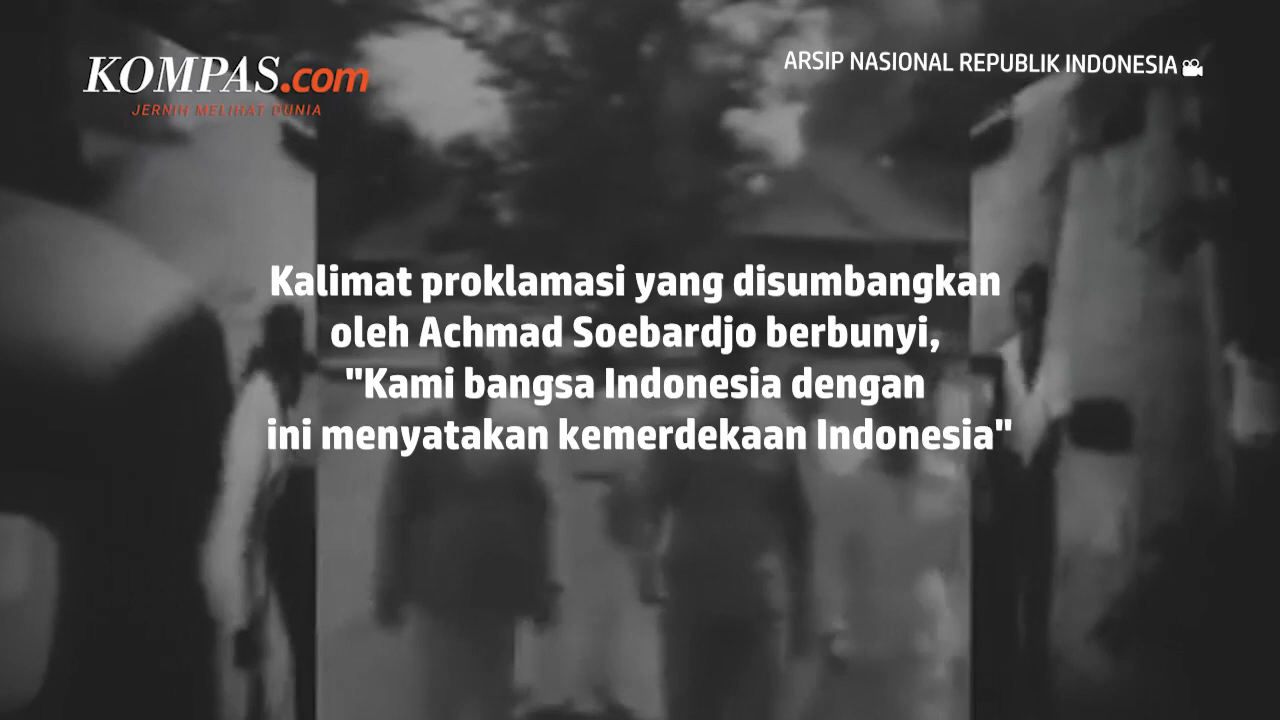 KOMPAS.com
JERNIH MELIHAT DUNIA
ARSIP NASIONAL REPUBLIK INDONESIA
Kalimat proklamasi yang disumbangkan
oleh Achmad Soebardjo berbunyi,
"Kami bangsa Indonesia dengan
ini menyatakan kemerdekaan Indonesia"